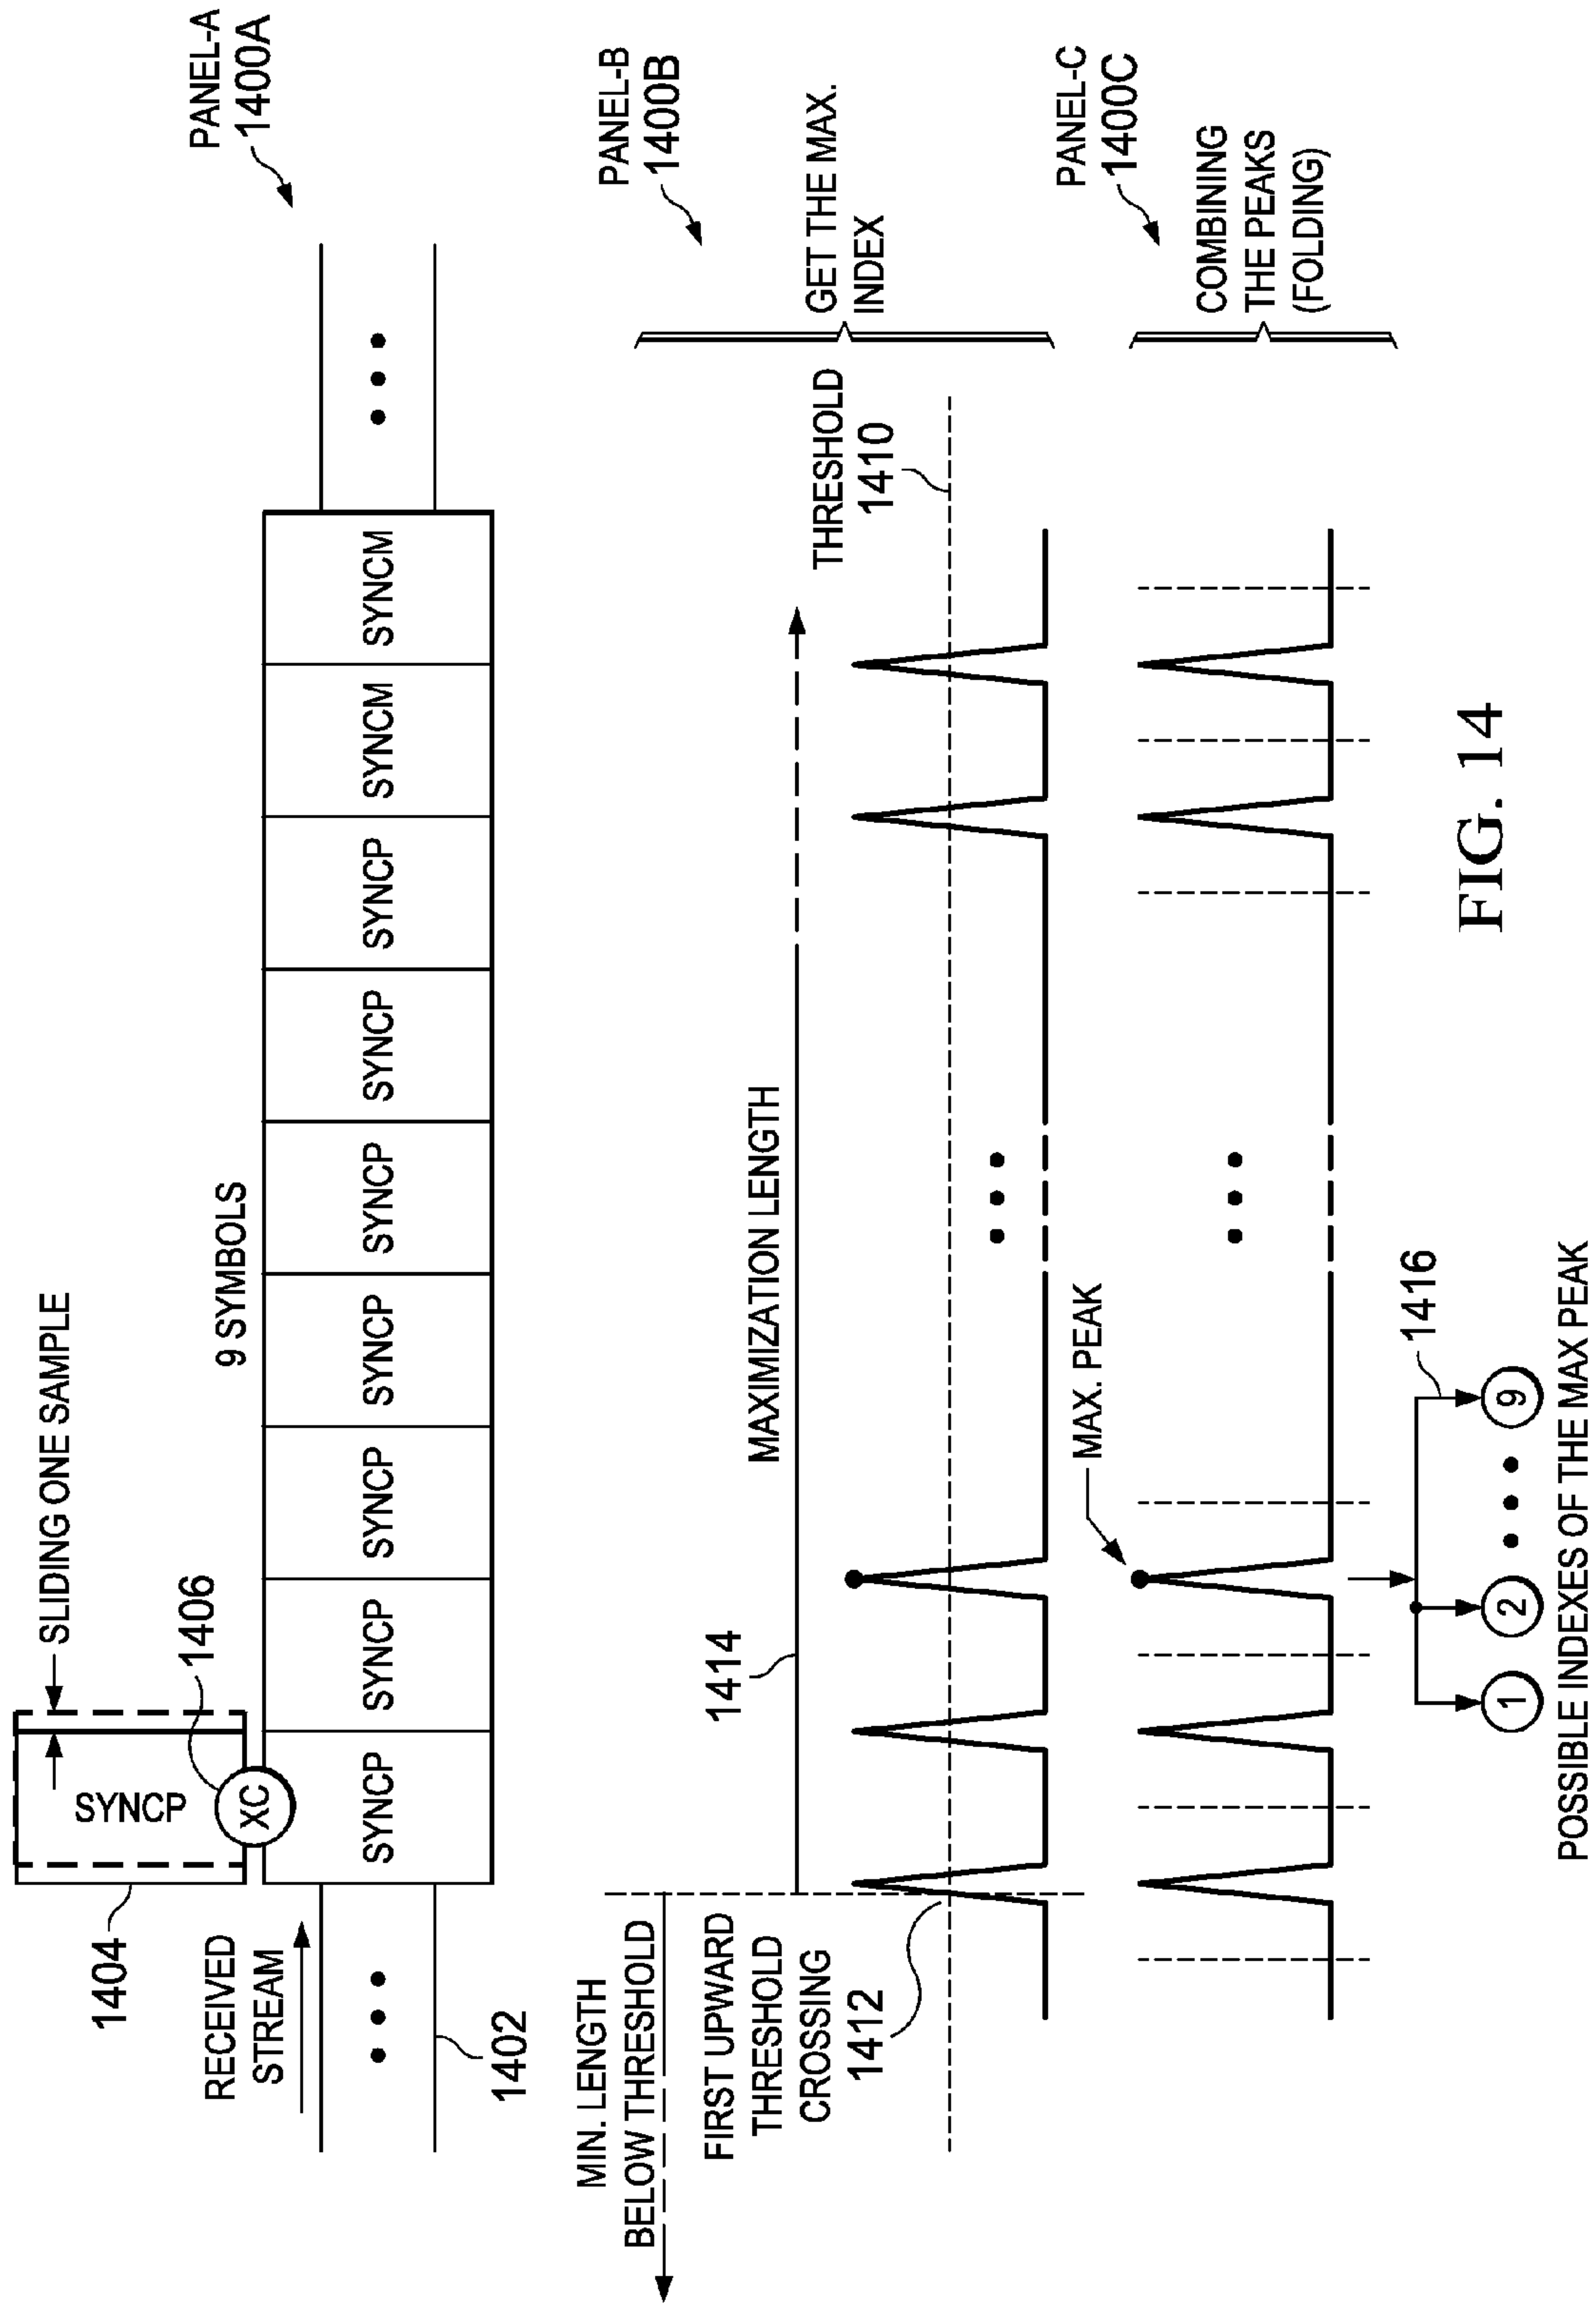 SLIDING ONE SAMPLE
1404
SYNCP
1406
XC
9 SYMBOLS
PANEL-A
1400A
RECEIVED
STREAM
SYNCP
SYNCP
SYNCP
SYNCP
SYNCP
SYNCP
SYNCP
SYNCM
SYNCM
1402
MIN. LENGTH
BELOW THRESHOLD
FIRST UPWARD
THRESHOLD
CROSSING
1412
1414
MAXIMIZATION LENGTH
THRESHOLD
1410
PANEL-B
1400B
GET THE MAX.
INDEX
MAX. PEAK
PANEL-C
1400C
COMBINING
THE PEAKS
(FOLDING)
1416
1
2
9
POSSIBLE INDEXES OF THE MAX PEAK
FIG. 14